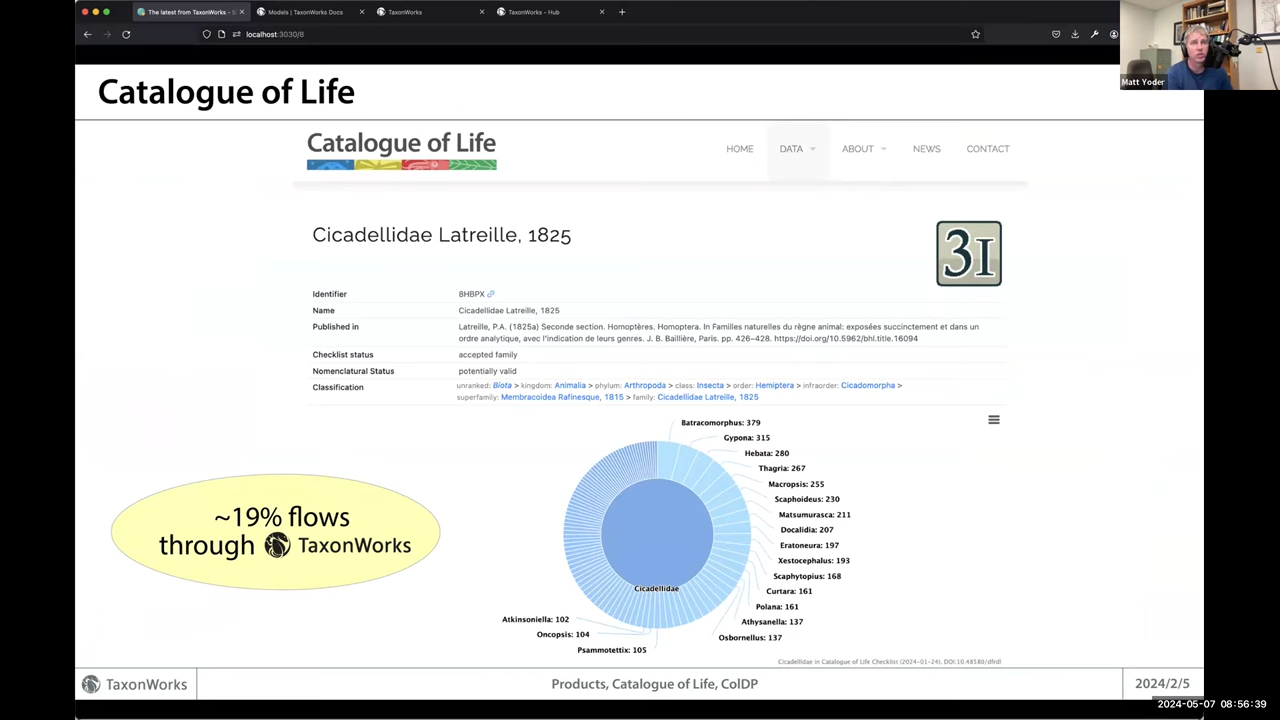 The latest from TaxonWorks - S
Models | TaxonWorks Docs
TaxonWorks
TaxonWorks - Hub
localhost:3030/8
Matt Yoder
Catalogue of Life
Catalogue of Life
HOME
DATA
ABOUT
NEWS
CONTACT
Cicadellidae Latreille, 1825
3I
Identifier 8HBPX
Name Cicadellidae Latreille, 1825
Published in Latreille, P.A. (1825a) Seconde section. Homoptères. Homoptera. In Familles naturelles du règne animal: exposées succinctement et dans un
ordre analytique, avec l'indication de leurs genres. J. B. Baillière, Paris. pp. 426–428. https://doi.org/10.5962/bhl.title.16094
Checklist status accepted family
Nomenclatural Status potentially valid
Classification unranked: Biota > kingdom: Animalia > phylum: Arthropoda > class: Insecta > order: Hemiptera > infraorder: Cicadomorpha >
superfamily: Membracoidea Rafinesque, 1815 > family: Cicadellidae Latreille, 1825
Batracomorphus: 379
Gypona: 315
Hebata: 280
Thagria: 267
Macropsis: 255
Scaphoideus: 230
Matsumurasca: 211
Docalidia: 207
Eratoneura: 197
Xestocephalus: 193
Scaphytopius: 168
Curtara: 161
Polana: 161
Athysanella: 137
Osbornellus: 137
Psammotettix: 105
Oncopsis: 104
Atkinsoniella: 102
Cicadellidae
~19% flows
through TaxonWorks
Cicadellidae in Catalogue of Life Checklist (2024-01-24), DOI:10.48580/dfrdl
TaxonWorks
Products, Catalogue of Life, ColDP
2024/2/5
2024-05-07 08:56:39